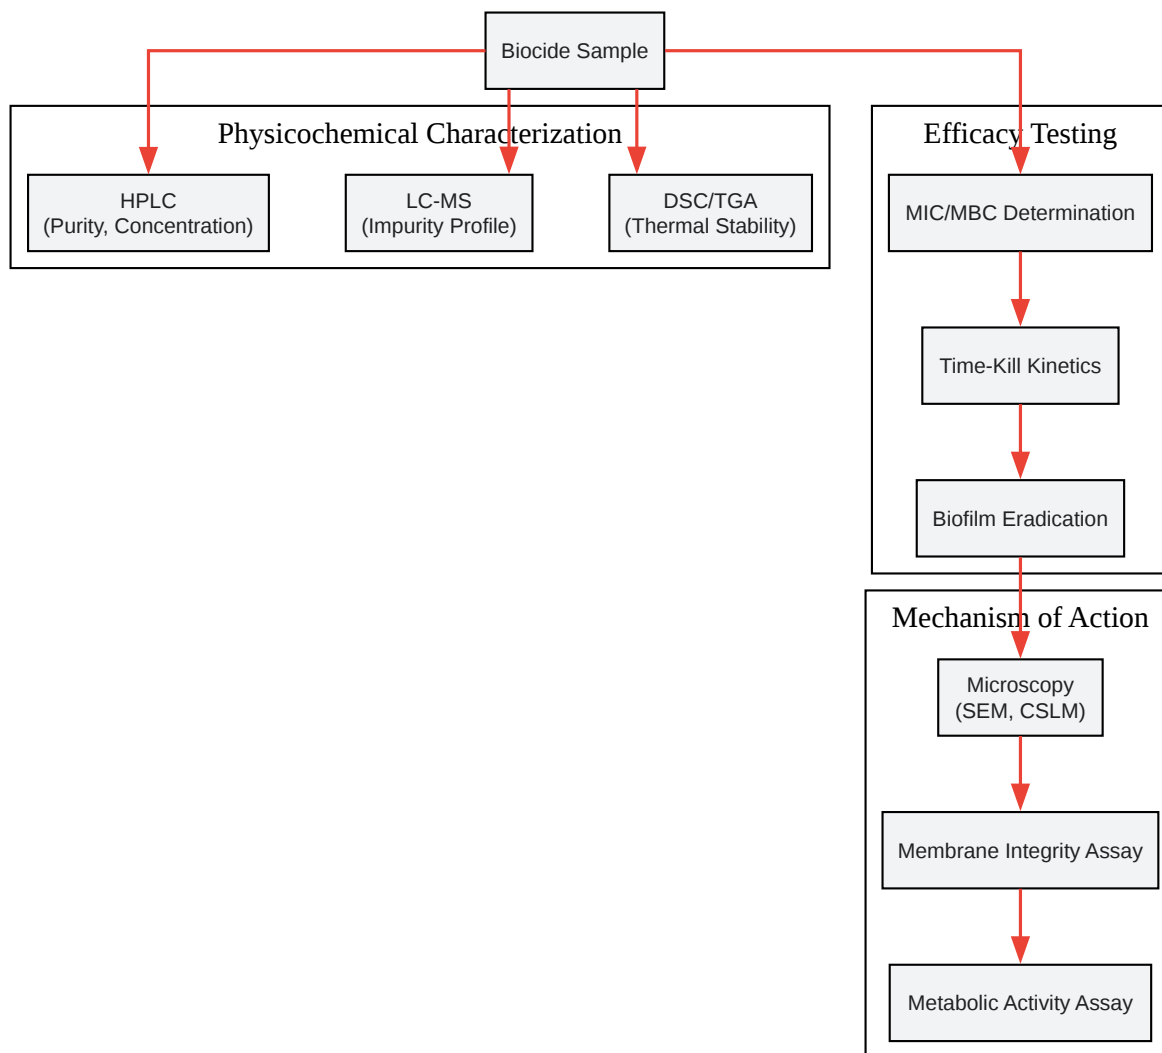 Biocide Sample
Physicochemical Characterization
Efficacy Testing
HPLC
(Purity, Concentration)
LC-MS
(Impurity Profile)
DSC/TGA
(Thermal Stability)
MIC/MBC Determination
Time-Kill Kinetics
Biofilm Eradication
Mechanism of Action
Microscopy
(SEM, CSLM)
Membrane Integrity Assay
Metabolic Activity Assay